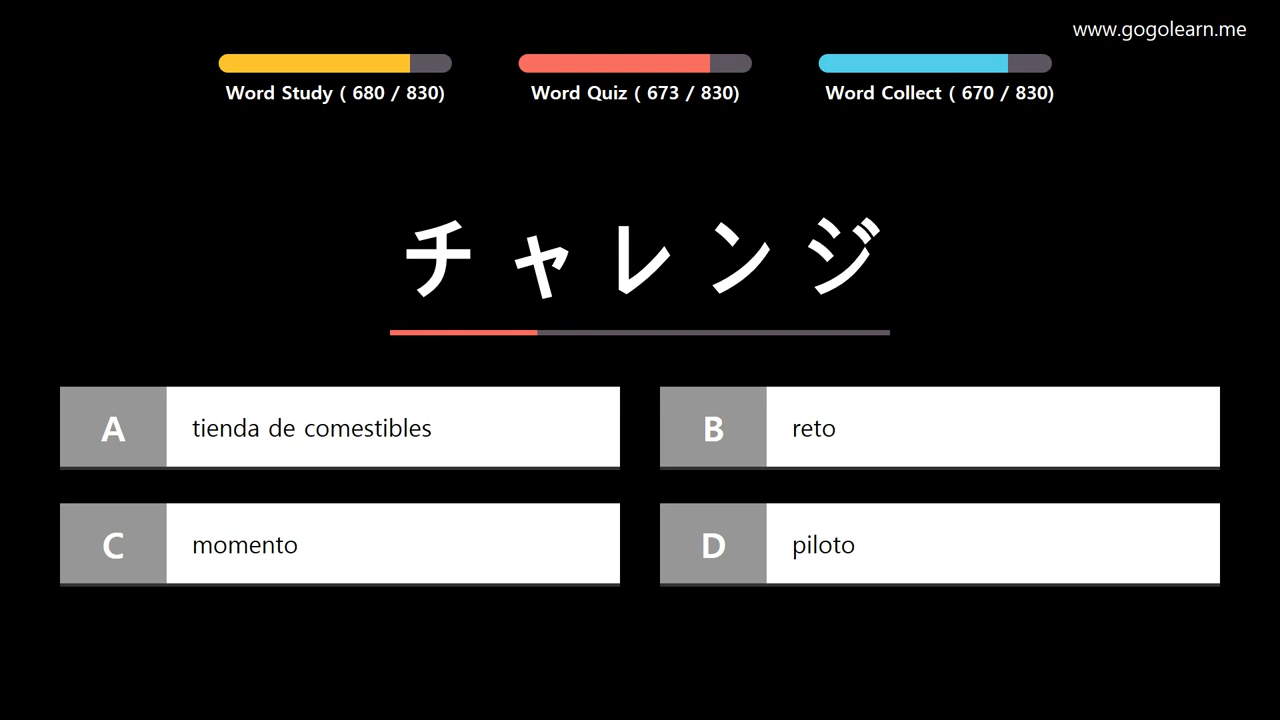 www.gogolearn.me
Word Study ( 680 / 830)
Word Quiz ( 673 / 830)
Word Collect ( 670 / 830)
チャレンジ
A tienda de comestibles
B reto
C momento
D piloto